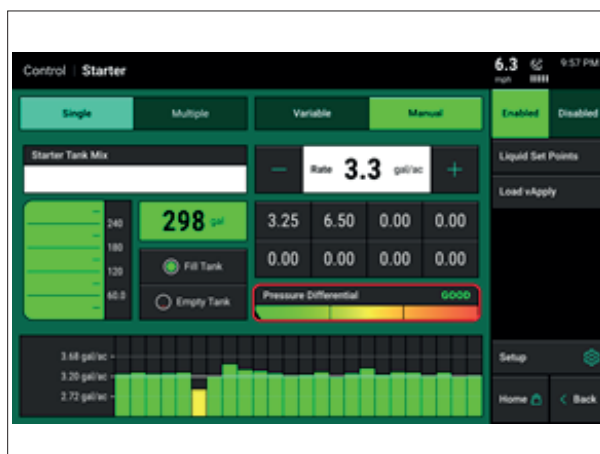 Control | Starter
6.3 mph
9:57 PM
Single Multiple Variable Manual Enabled Disabled
Starter Tank Mix
− Rate 3.3 gal/ac +
Liquid Set Points
Load vApply
240
180
120
60.0
298 gal
Fill Tank
Empty Tank
3.25 6.50 0.00 0.00
0.00 0.00 0.00 0.00
Pressure Differential GOOD
3.68 gal/ac
3.20 gal/ac
2.72 gal/ac
Setup
Home < Back